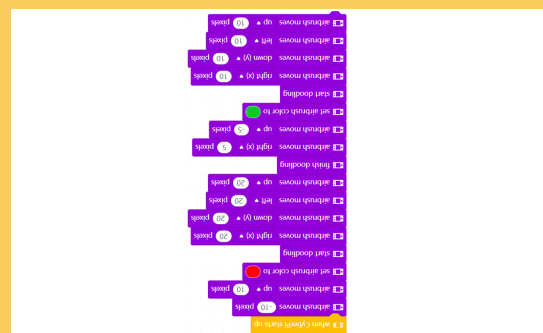 when CyberPi starts up
airbrush moves -10 pixels
airbrush moves up 10 pixels
set airbrush color to
start doodling
airbrush moves right (x) 20 pixels
airbrush moves down (y) 20 pixels
airbrush moves left 20 pixels
airbrush moves up 20 pixels
finish doodling
airbrush moves right (x) 5 pixels
airbrush moves up -5 pixels
set airbrush color to
start doodling
airbrush moves right (x) 10 pixels
airbrush moves down (y) 10 pixels
airbrush moves left 10 pixels
airbrush moves up 10 pixels